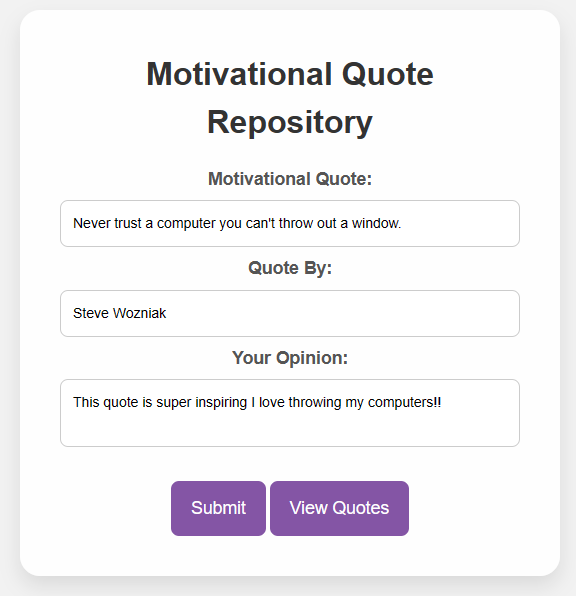 Motivational Quote
Repository
Motivational Quote:
Never trust a computer you can't throw out a window.
Quote By:
Steve Wozniak
Your Opinion:
This quote is super inspiring I love throwing my computers!!
Submit
View Quotes